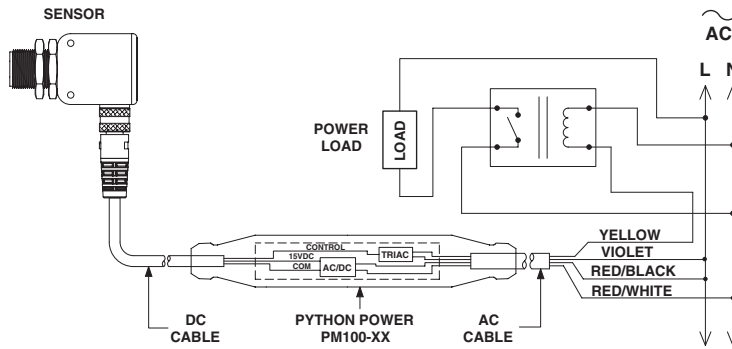 SENSOR
AC
L
POWER
LOAD
LOAD
YELLOW
VIOLET
RED/BLACK
RED/WHITE
CONTROL
15VDC
COM
TRIAC
AC/DC
DC
CABLE
PYTHON POWER
PM100-XX
AC
CABLE